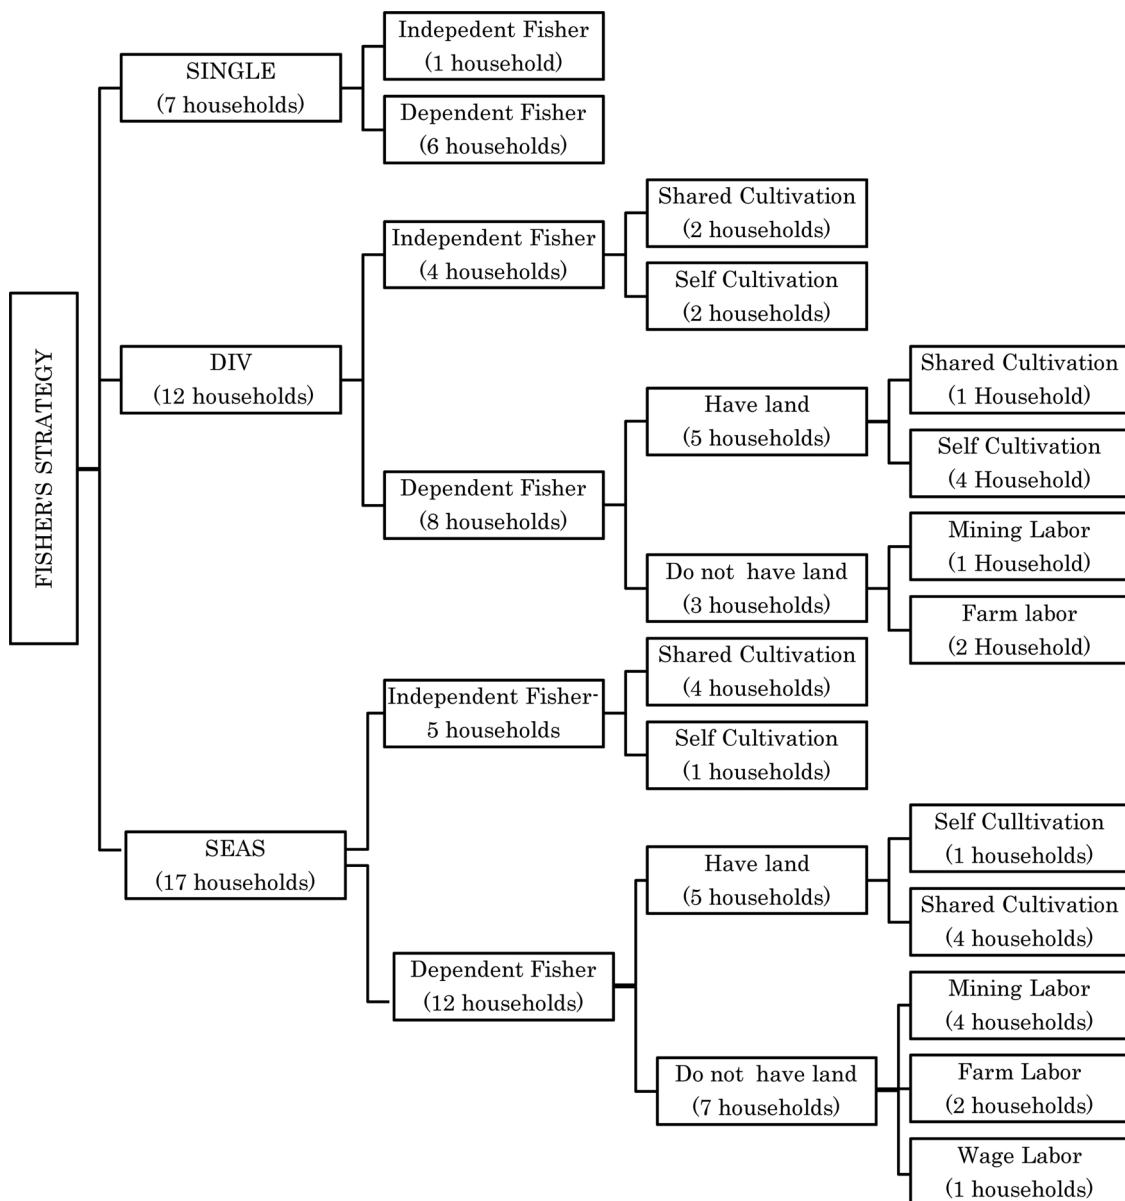 FISHER'S STRATEGY
SINGLE
(7 households)
Indepedent Fisher
(1 household)
Dependent Fisher
(6 households)
DIV
(12 households)
Independent Fisher
(4 households)
Shared Cultivation
(2 households)
Self Cultivation
(2 households)
Dependent Fisher
(8 households)
Have land
(5 households)
Shared Cultivation
(1 Household)
Self Cultivation
(4 Household)
Do not have land
(3 households)
Mining Labor
(1 Household)
Farm labor
(2 Household)
SEAS
(17 households)
Independent Fisher-
5 households
Shared Cultivation
(4 households)
Self Cultivation
(1 households)
Dependent Fisher
(12 households)
Have land
(5 households)
Self Culltivation
(1 households)
Shared Cultivation
(4 households)
Do not have land
(7 households)
Mining Labor
(4 households)
Farm Labor
(2 households)
Wage Labor
(1 households)